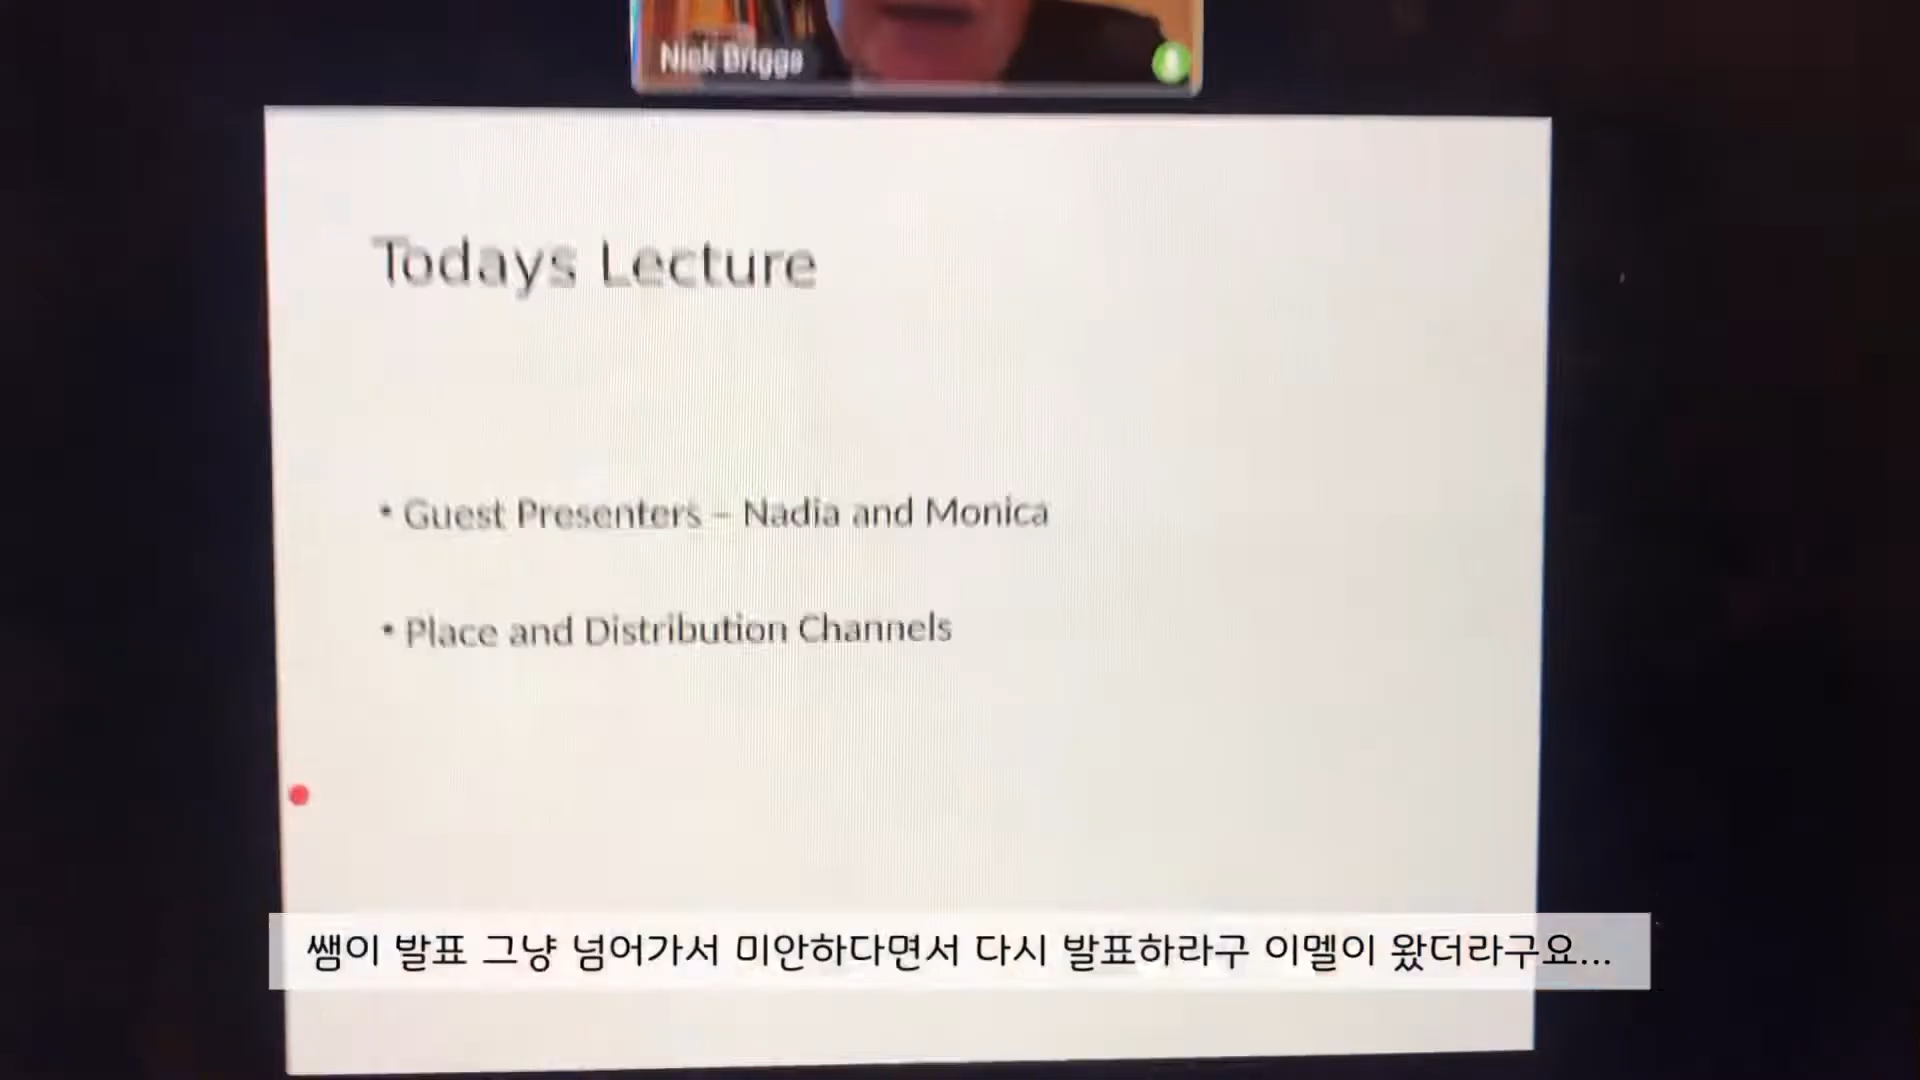 Nick Briggs
Todays Lecture
• Guest Presenters – Nadia and Monica
• Place and Distribution Channels
쌤이 발표 그냥 넘어가서 미안하다면서 다시 발표하라구 이멜이 왔더라구요...